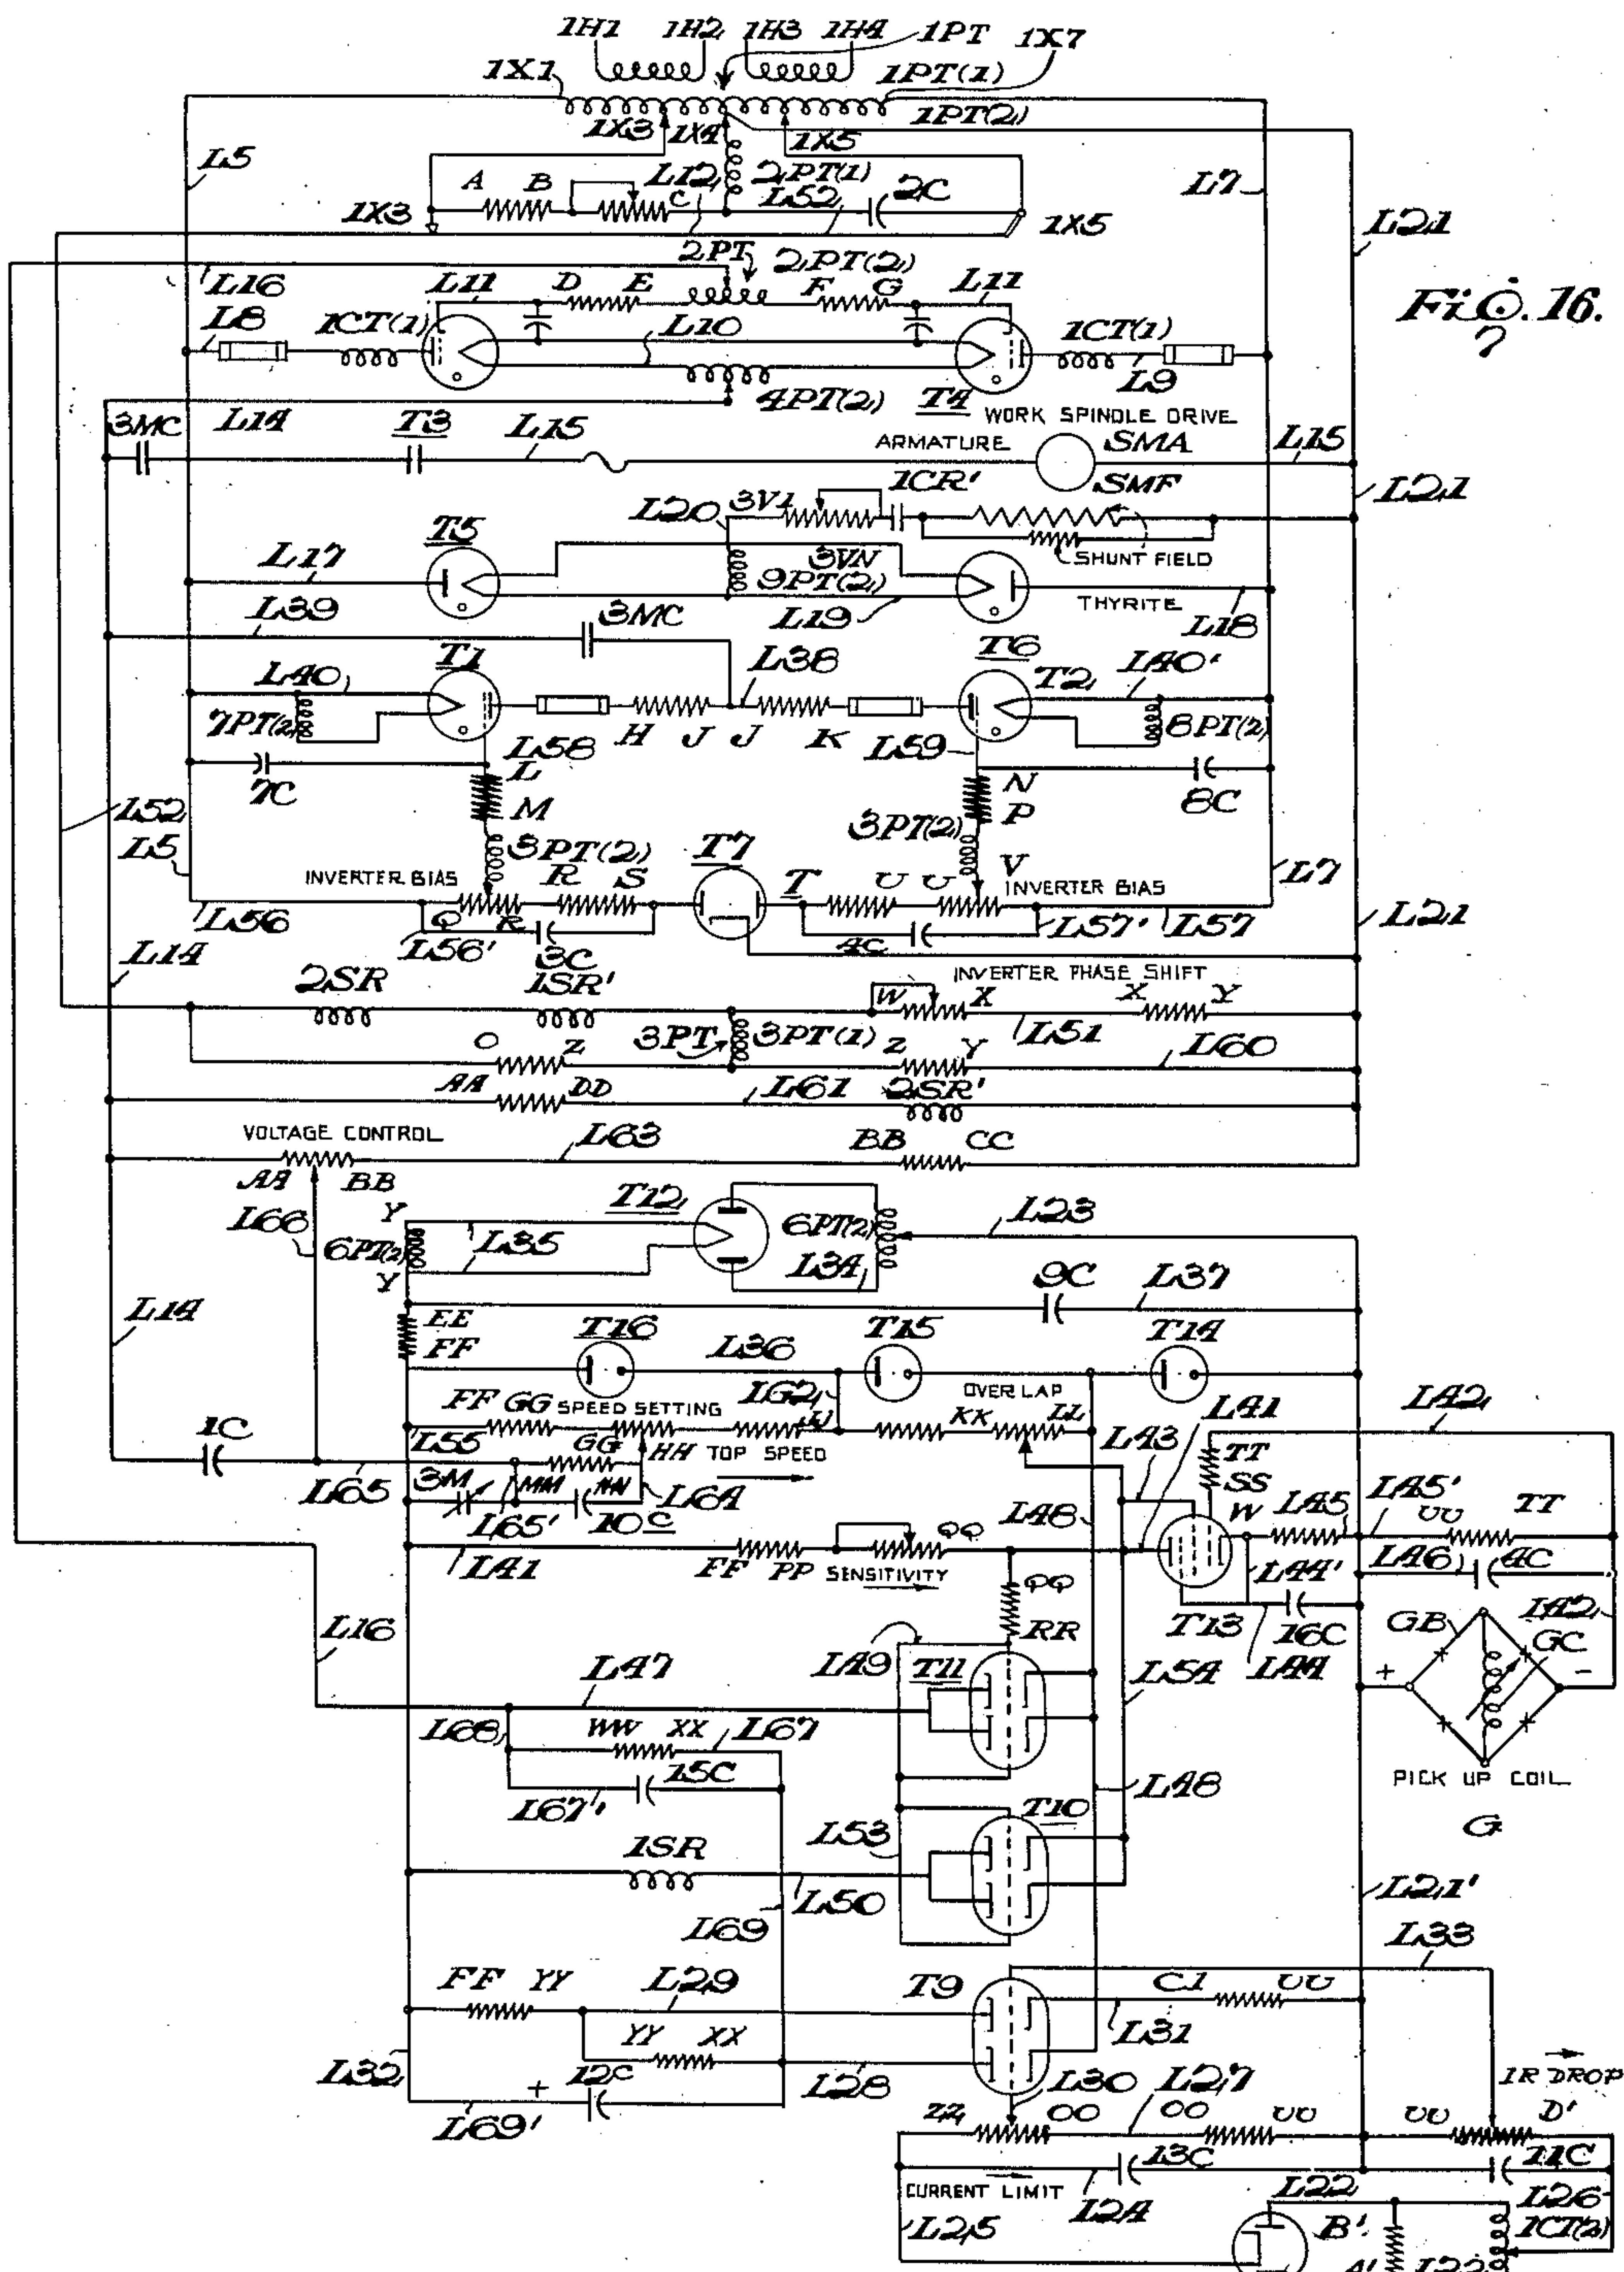 1H1 1H2 1H3 1H4 1PT 1X7
1X1 1PT(1)
1X3 1X4 1X5 1PT(2)
L5 A B L12 C 2PT(1) L52 2C L7
1X3 1X5 L21
2PT 2PT(2)
L16 L11 D E F G L11
L8 1CT(1) L10 1CT(1)
L9
FIG. 16.
7
4PT(2) T4 WORK SPINDLE DRIVE
3MC L14 T3 L15 ARMATURE SMA L15
1CR' SMF L21
L20 3V1
T5 SHUNT FIELD
L17 3VN
9PT(2)
L39 L19 THYRITE L18
3MC
T1 L38 T6
L40 T2 L40'
7PT(2) H J J K 8PT(2)
L58 L59
7C L N 8C
L52 M P
L5 3PT(2) T7 3PT(2) V L7
INVERTER BIAS R S T U U INVERTER BIAS
L56 Q R L57' L57 L21
L56' 3C 4C
L14 INVERTER PHASE SHIFT
2SR 1SR' W X X Y
O Z 3PT 3PT(1) Z Y L51 L60
AA DD L61 2SR'
VOLTAGE CONTROL L63 BB CC
AA BB
L66 Y T12 6PT(2) L23
6PT(2) L35 L34
Y
L14 9C L37
EE
FF T16 L36 T15 T14
LG2 OVER LAP
FF GG SPEED SETTING JJ KK LL L41 L42
1C L55 GG HH TOP SPEED L43 TT
L65 3M MM NN L64 SS
L65' 10C L48 W L45 L45' UU TT
QQ L46 4C
L41 FF PP SENSITIVITY L44'
QQ
L16 RR T13 16C GB L42
L49 T11 L54 L44 GC
L47 + -
L68 WW XX L67
15C PICK UP COIL
L67' L48
L53 T10 G
1SR
L50 L21'
L69 L33
FF YY L29 T9 C1 UU
L31
YY XX
L32 + 12C L28 L30 L27 IR DROP
L69' ZZ OO OO UU UU D'
13C 11C
CURRENT LIMIT L24 L22 L26
L25 B' 1CT(2)
A' L22